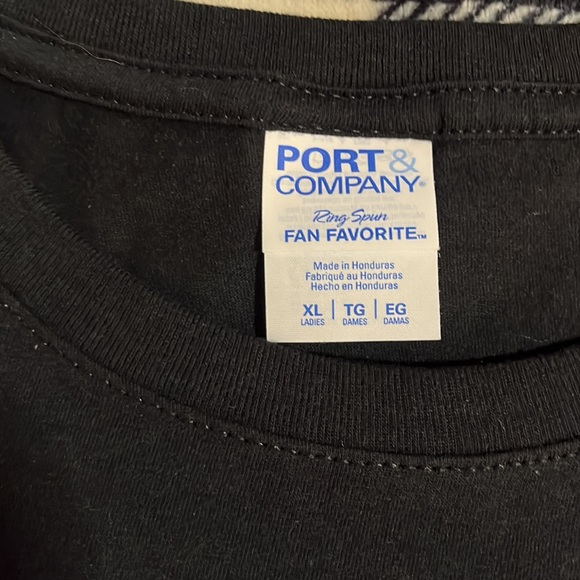 PORT &
COMPANY®
Ring Spun
FAN FAVORITE™
Made in Honduras
Fabriqué au Honduras
Hecho en Honduras
XL | TG | EG
LADIES DAMES DAMAS